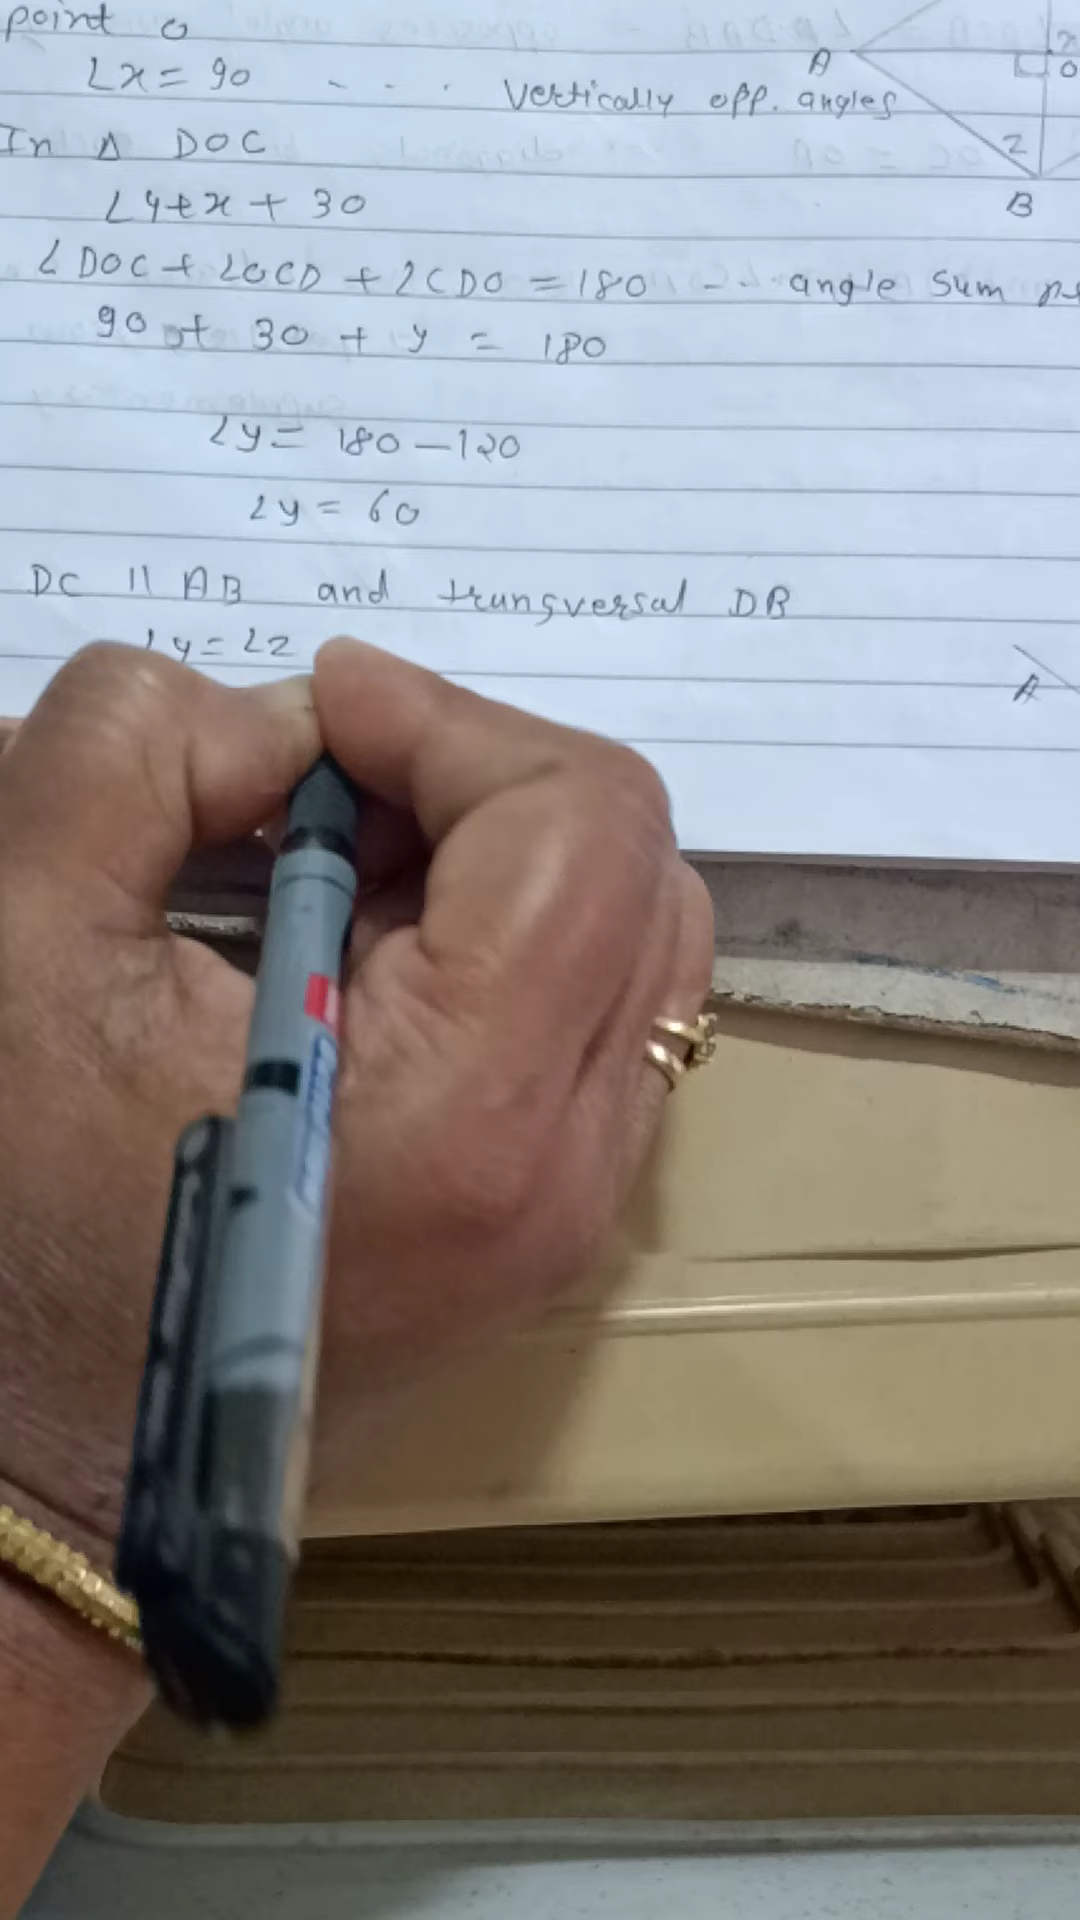 point O
∠x = 90 - - . Vertically opp. angles
In Δ DOC
∠y+x + 30
∠DOC + ∠OCD + ∠CDO = 180 -- angle sum
90 + 30 + y = 180
∠y = 180 - 120
∠y = 60
DC || AB and trunsversal DB
∠y = ∠z
A
x
O
z
B
A